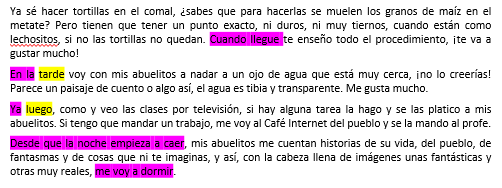 Ya sé hacer tortillas en el comal, ¿sabes que para hacerlas se muelen los granos de maíz en el
metate? Pero tienen que tener un punto exacto, ni duros, ni muy tiernos, cuando están como
lechositos, si no las tortillas no quedan. Cuando llegue te enseño todo el procedimiento, ¡te va a
gustar mucho!
En la tarde voy con mis abuelitos a nadar a un ojo de agua que está muy cerca, ¡no lo creerías!
Parece un paisaje de cuento o algo así, el agua es tibia y transparente. Me gusta mucho.
Ya luego, como y veo las clases por televisión, si hay alguna tarea la hago y se las platico a mis
abuelitos. Si tengo que mandar un trabajo, me voy al Café Internet del pueblo y se la mando al profe.
Desde que la noche empieza a caer, mis abuelitos me cuentan historias de su vida, del pueblo, de
fantasmas y de cosas que ni te imaginas, y así, con la cabeza llena de imágenes unas fantásticas y
otras muy reales, me voy a dormir.